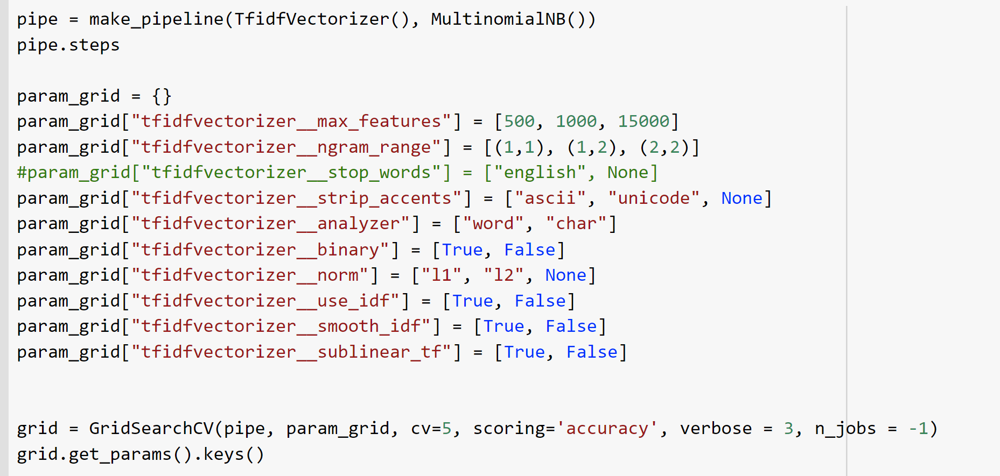 pipe = make_pipeline(TfidfVectorizer(), MultinomialNB())
pipe.steps
param_grid = {}
param_grid["tfidfvectorizer__max_features"] = [500, 1000, 15000]
param_grid["tfidfvectorizer__ngram_range"] = [(1,1), (1,2), (2,2)]
#param_grid["tfidfvectorizer__stop_words"] = ["english", None]
param_grid["tfidfvectorizer__strip_accents"] = ["ascii", "unicode", None]
param_grid["tfidfvectorizer__analyzer"] = ["word", "char"]
param_grid["tfidfvectorizer__binary"] = [True, False]
param_grid["tfidfvectorizer__norm"] = ["l1", "l2", None]
param_grid["tfidfvectorizer__use_idf"] = [True, False]
param_grid["tfidfvectorizer__smooth_idf"] = [True, False]
param_grid["tfidfvectorizer__sublinear_tf"] = [True, False]
grid = GridSearchCV(pipe, param_grid, cv=5, scoring='accuracy', verbose = 3, n_jobs = -1)
grid.get_params().keys()